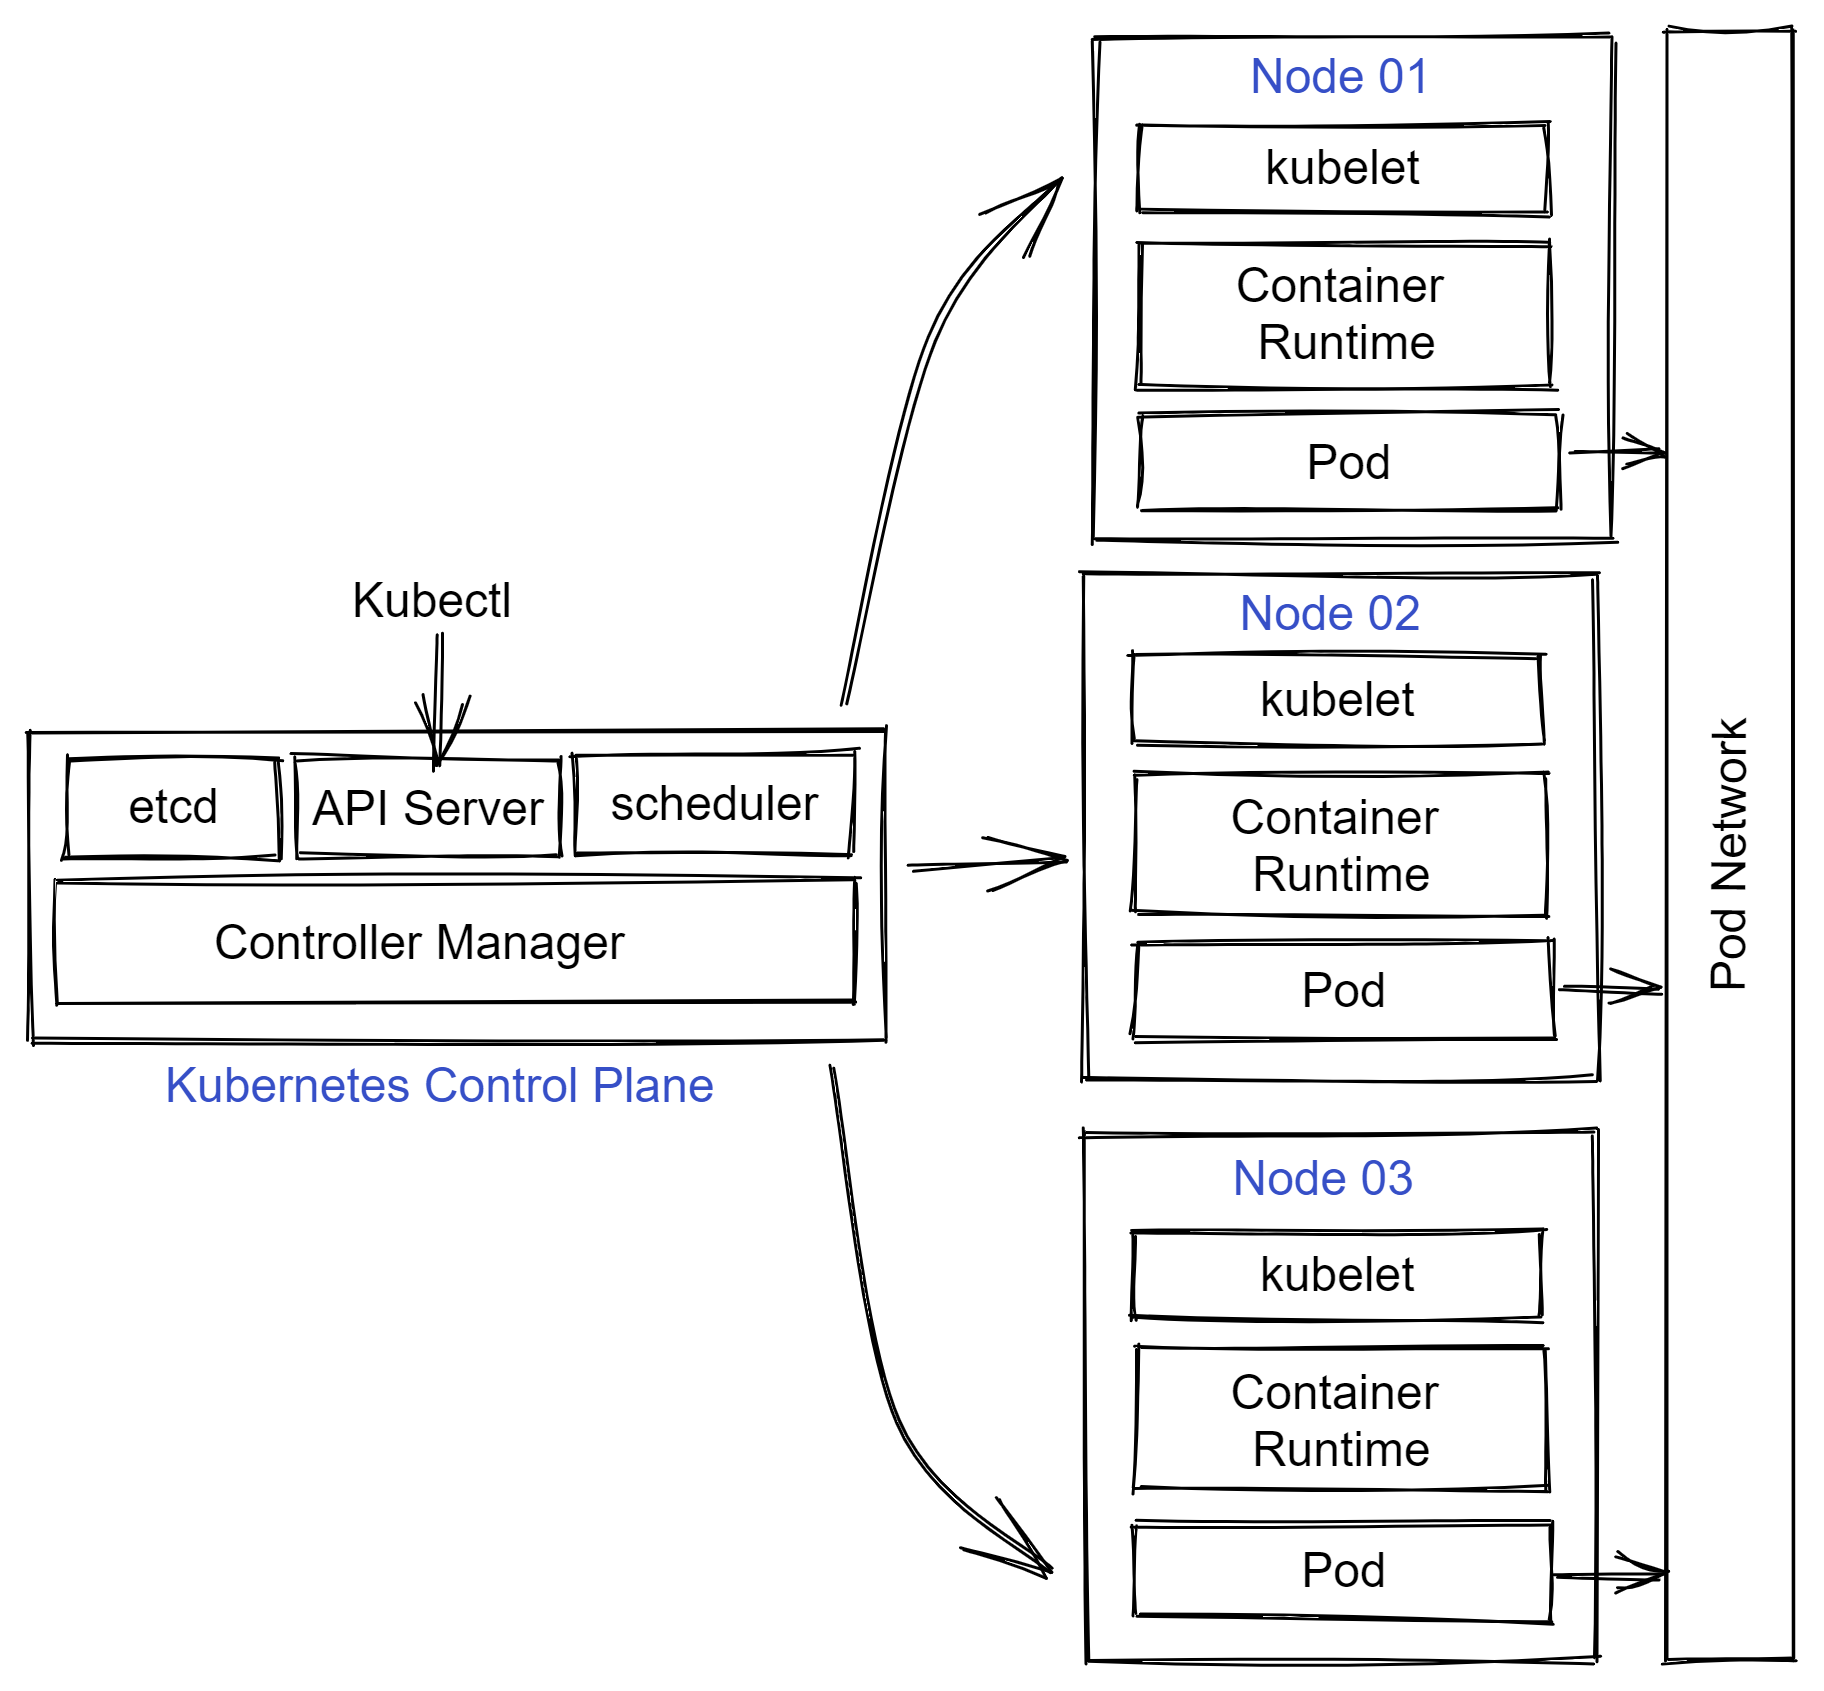 Kubectl
etcd
API Server
scheduler
Controller Manager
Kubernetes Control Plane
Node 01
kubelet
Container
Runtime
Pod
Node 02
kubelet
Container
Runtime
Pod
Node 03
kubelet
Container
Runtime
Pod
Pod Network